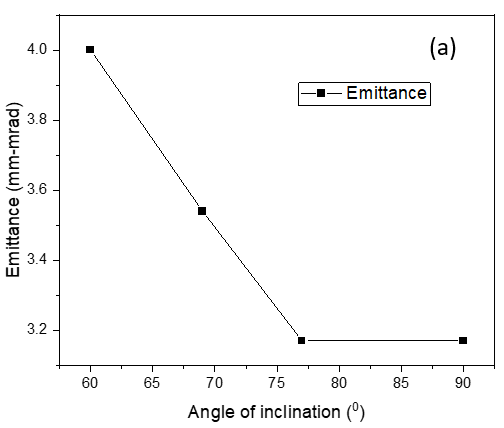 (a)
Emittance
4.0
3.8
3.6
3.4
3.2
Emittance (mm-mrad)
60 65 70 75 80 85 90
Angle of inclination (⁰)